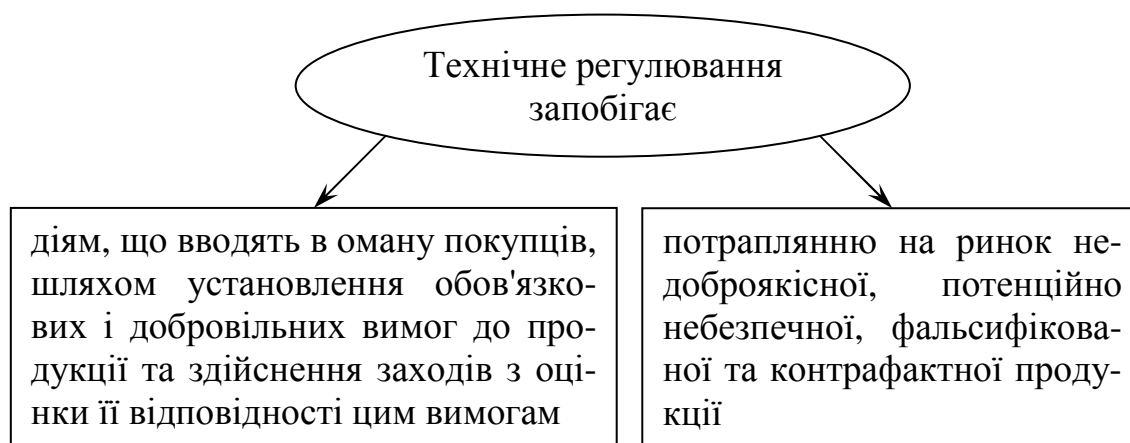 Технічне регулювання
запобігає
діям, що вводять в оману покупців,
шляхом установлення обов'язко-
вих і добровільних вимог до про-
дукції та здійснення заходів з оці-
нки її відповідності цим вимогам
потраплянню на ринок не-
доброякісної, потенційно
небезпечної, фальсифікова-
ної та контрафактної проду-
кції